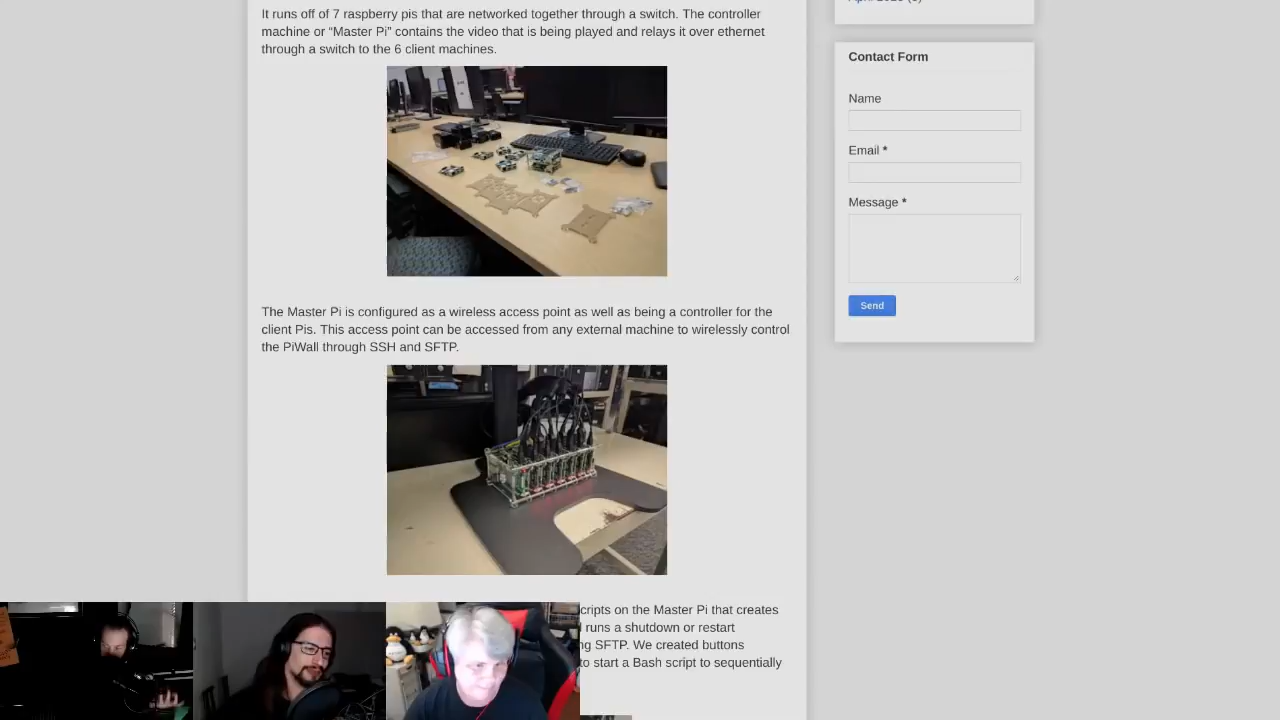 It runs off of 7 raspberry pis that are networked together through a switch. The controller
machine or “Master Pi” contains the video that is being played and relays it over ethernet
through a switch to the 6 client machines.
The Master Pi is configured as a wireless access point as well as being a controller for the
client Pis. This access point can be accessed from any external machine to wirelessly control
the PiWall through SSH and SFTP.
cripts on the Master Pi that creates
runs a shutdown or restart
ng SFTP. We created buttons
to start a Bash script to sequentially
Contact Form
Name
Email *
Message *
Send